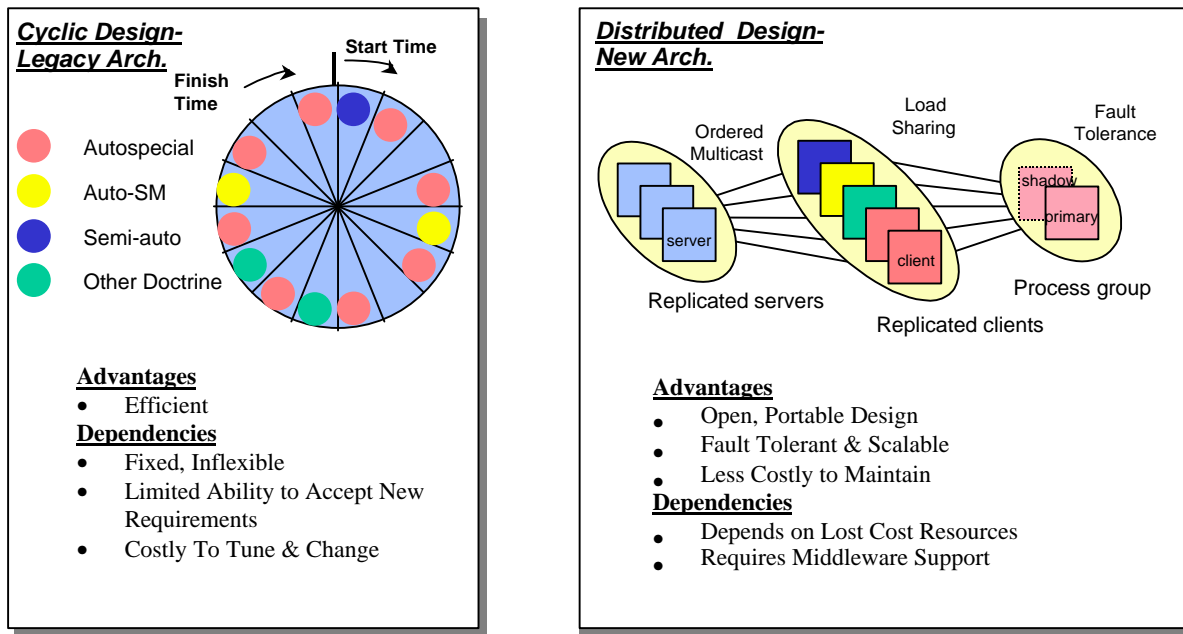 Cyclic Design-
Legacy Arch.
Start Time
Finish
Time
Autospecial
Auto-SM
Semi-auto
Other Doctrine
Advantages
• Efficient
Dependencies
• Fixed, Inflexible
• Limited Ability to Accept New
Requirements
• Costly To Tune & Change
Distributed Design-
New Arch.
Ordered
Multicast
Load
Sharing
Fault
Tolerance
server
client
shadow
primary
Replicated servers
Replicated clients
Process group
Advantages
• Open, Portable Design
• Fault Tolerant & Scalable
• Less Costly to Maintain
Dependencies
• Depends on Lost Cost Resources
• Requires Middleware Support